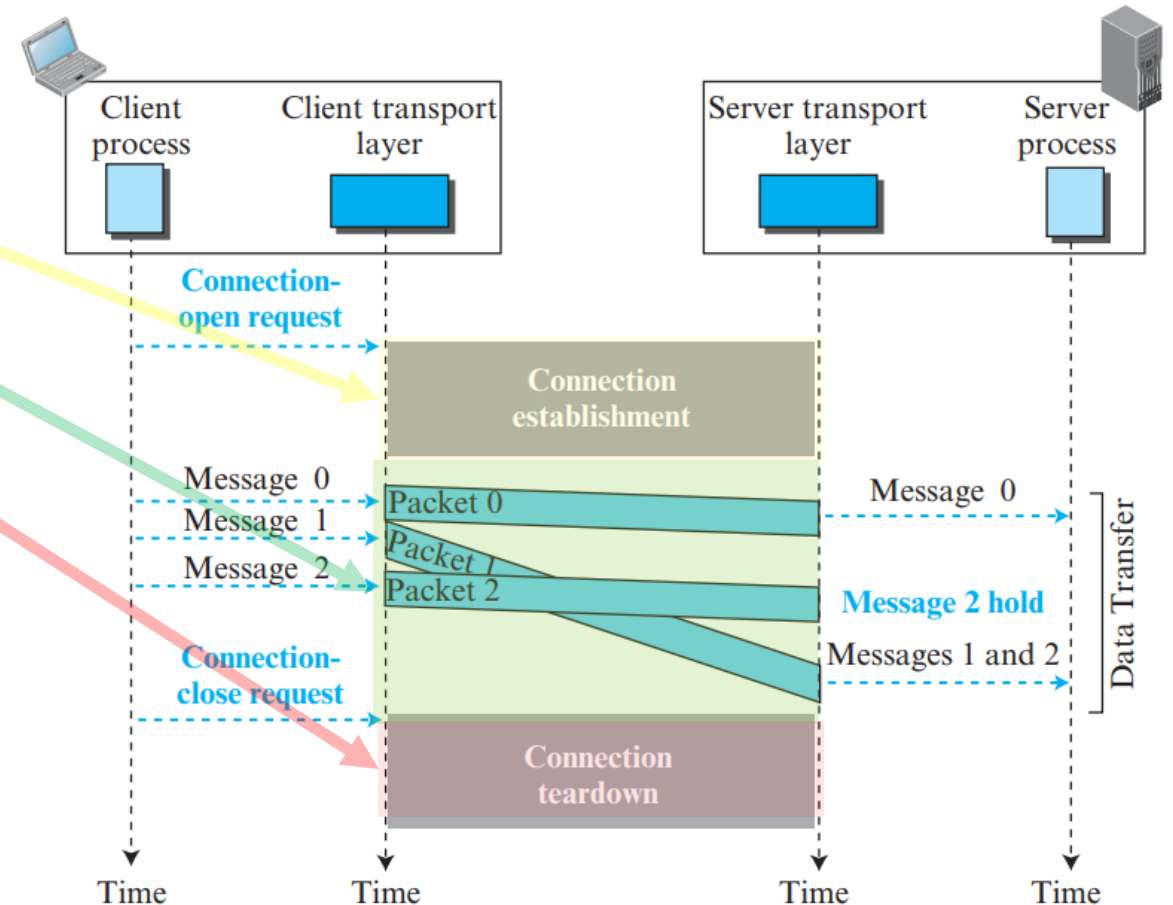 Client
process
Client transport
layer
Server transport
layer
Server
process
Connection-
open request
Connection
establishment
Message 0
Packet 0
Message 0
Message 1
Packet 1
Message 2
Packet 2
Message 2 hold
Messages 1 and 2
Data Transfer
Connection-
close request
Connection
teardown
Time
Time
Time
Time